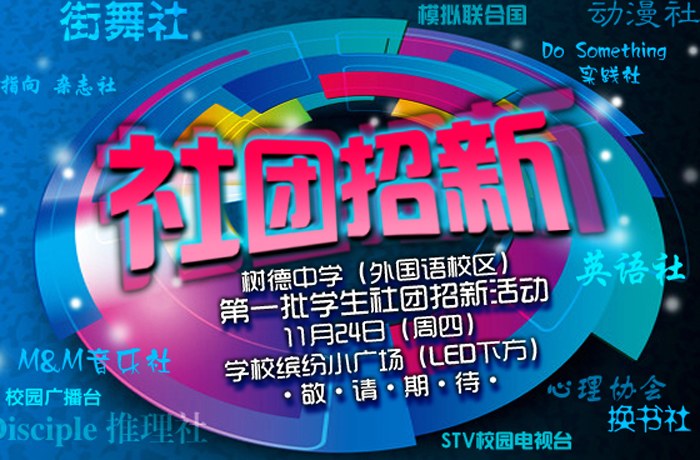 街舞社
模拟联合国
动漫社
Do Something
实践社
指向 杂志社
社团招新
树德中学（外国语校区）
第一批学生社团招新活动
11月24日（周四）
学校缤纷小广场（LED下方）
·敬·请·期·待·
英语社
M&M音乐社
校园广播台
Disciple 推理社
心理协会
换书社
STV校园电视台